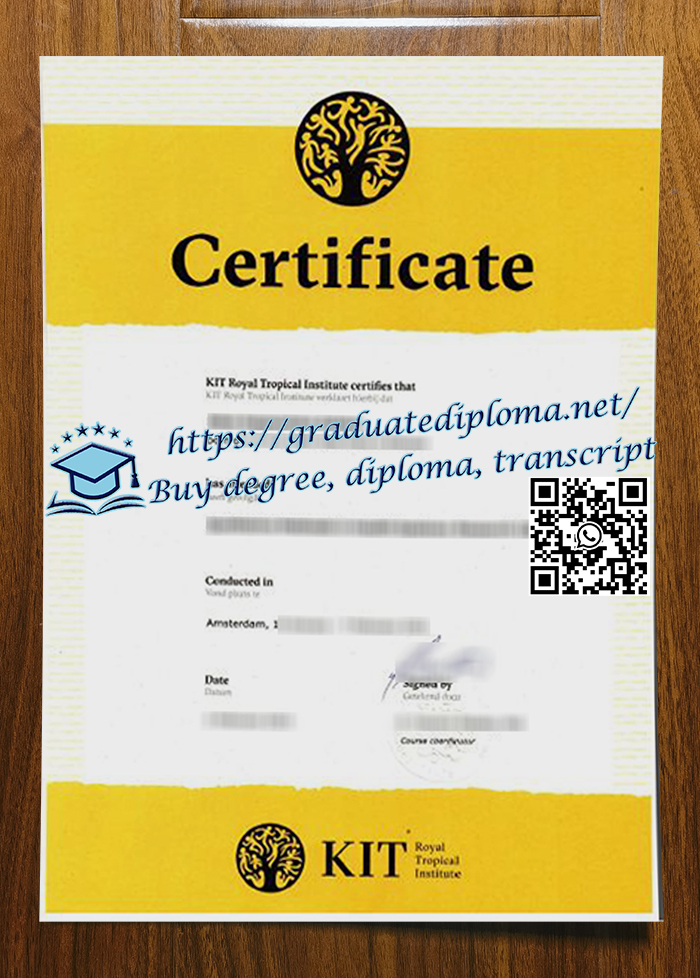 Certificate
KIT Royal Tropical Institute certifies that
KIT Royal Tropical Institute verklaart hierbij dat
https://graduatediploma.net/
Buy degree, diploma, transcript
Conducted in
Vond plaats te
Amsterdam, 1
Date
Datum
Signed by
Getekend door
Course coordinator
KIT
Royal
Tropical
Institute